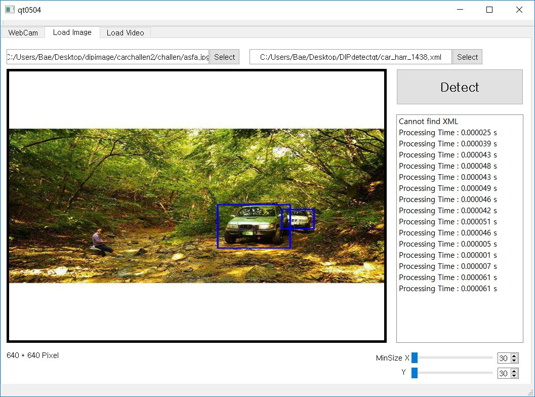 qt0504
WebCam Load Image Load Video
C:/Users/Bae/Desktop/dipimage/carchallen2/challen/asfa.jpg Select C:/Users/Bae/Desktop/DIPdetectqt/car_harr_1438.xml Select
Detect
Cannot find XML
Processing Time : 0.000025 s
Processing Time : 0.000039 s
Processing Time : 0.000043 s
Processing Time : 0.000048 s
Processing Time : 0.000043 s
Processing Time : 0.000049 s
Processing Time : 0.000046 s
Processing Time : 0.000042 s
Processing Time : 0.000051 s
Processing Time : 0.000046 s
Processing Time : 0.000005 s
Processing Time : 0.000001 s
Processing Time : 0.000007 s
Processing Time : 0.000061 s
Processing Time : 0.000061 s
640 * 640 Pixel
MinSize X 30
Y 30